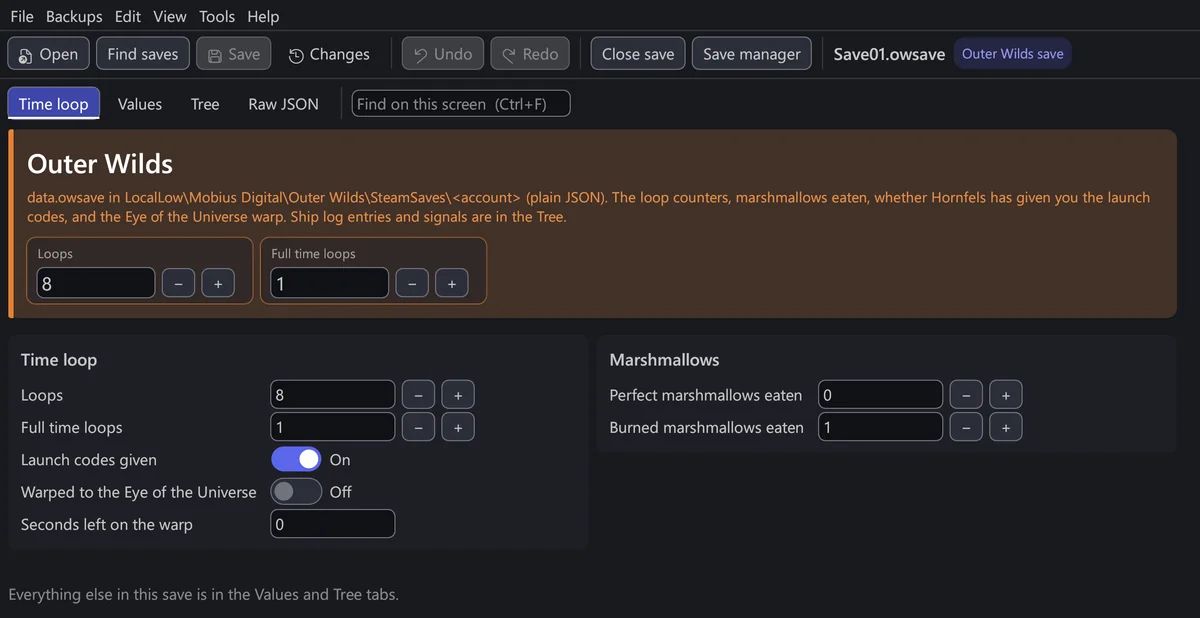 File Backups Edit View Tools Help
Open Find saves Save Changes Undo Redo Close save Save manager Save01.owsave Outer Wilds save
Time loop Values Tree Raw JSON Find on this screen (Ctrl+F)
Outer Wilds
data.owsave in LocalLow\Mobius Digital\Outer Wilds\SteamSaves\<account> (plain JSON). The loop counters, marshmallows eaten, whether Hornfels has given you the launch
codes, and the Eye of the Universe warp. Ship log entries and signals are in the Tree.
Loops Full time loops
8 − + 1 − +
Time loop
Loops 8 − +
Full time loops 1 − +
Launch codes given On
Warped to the Eye of the Universe Off
Seconds left on the warp 0
Marshmallows
Perfect marshmallows eaten 0 − +
Burned marshmallows eaten 1 − +
Everything else in this save is in the Values and Tree tabs.